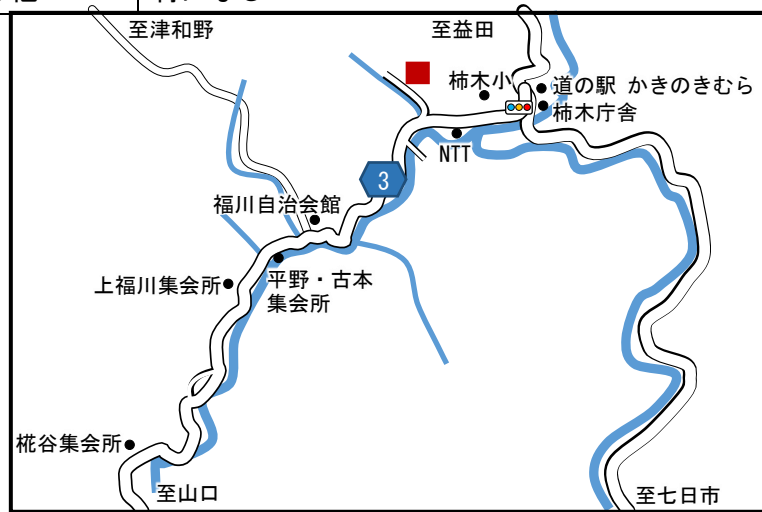 至津和野
至益田
柿木小
道の駅 かきのきむら
柿木庁舎
NTT
3
福川自治会館
上福川集会所
平野・古本
集会所
椛谷集会所
至山口
至七日市